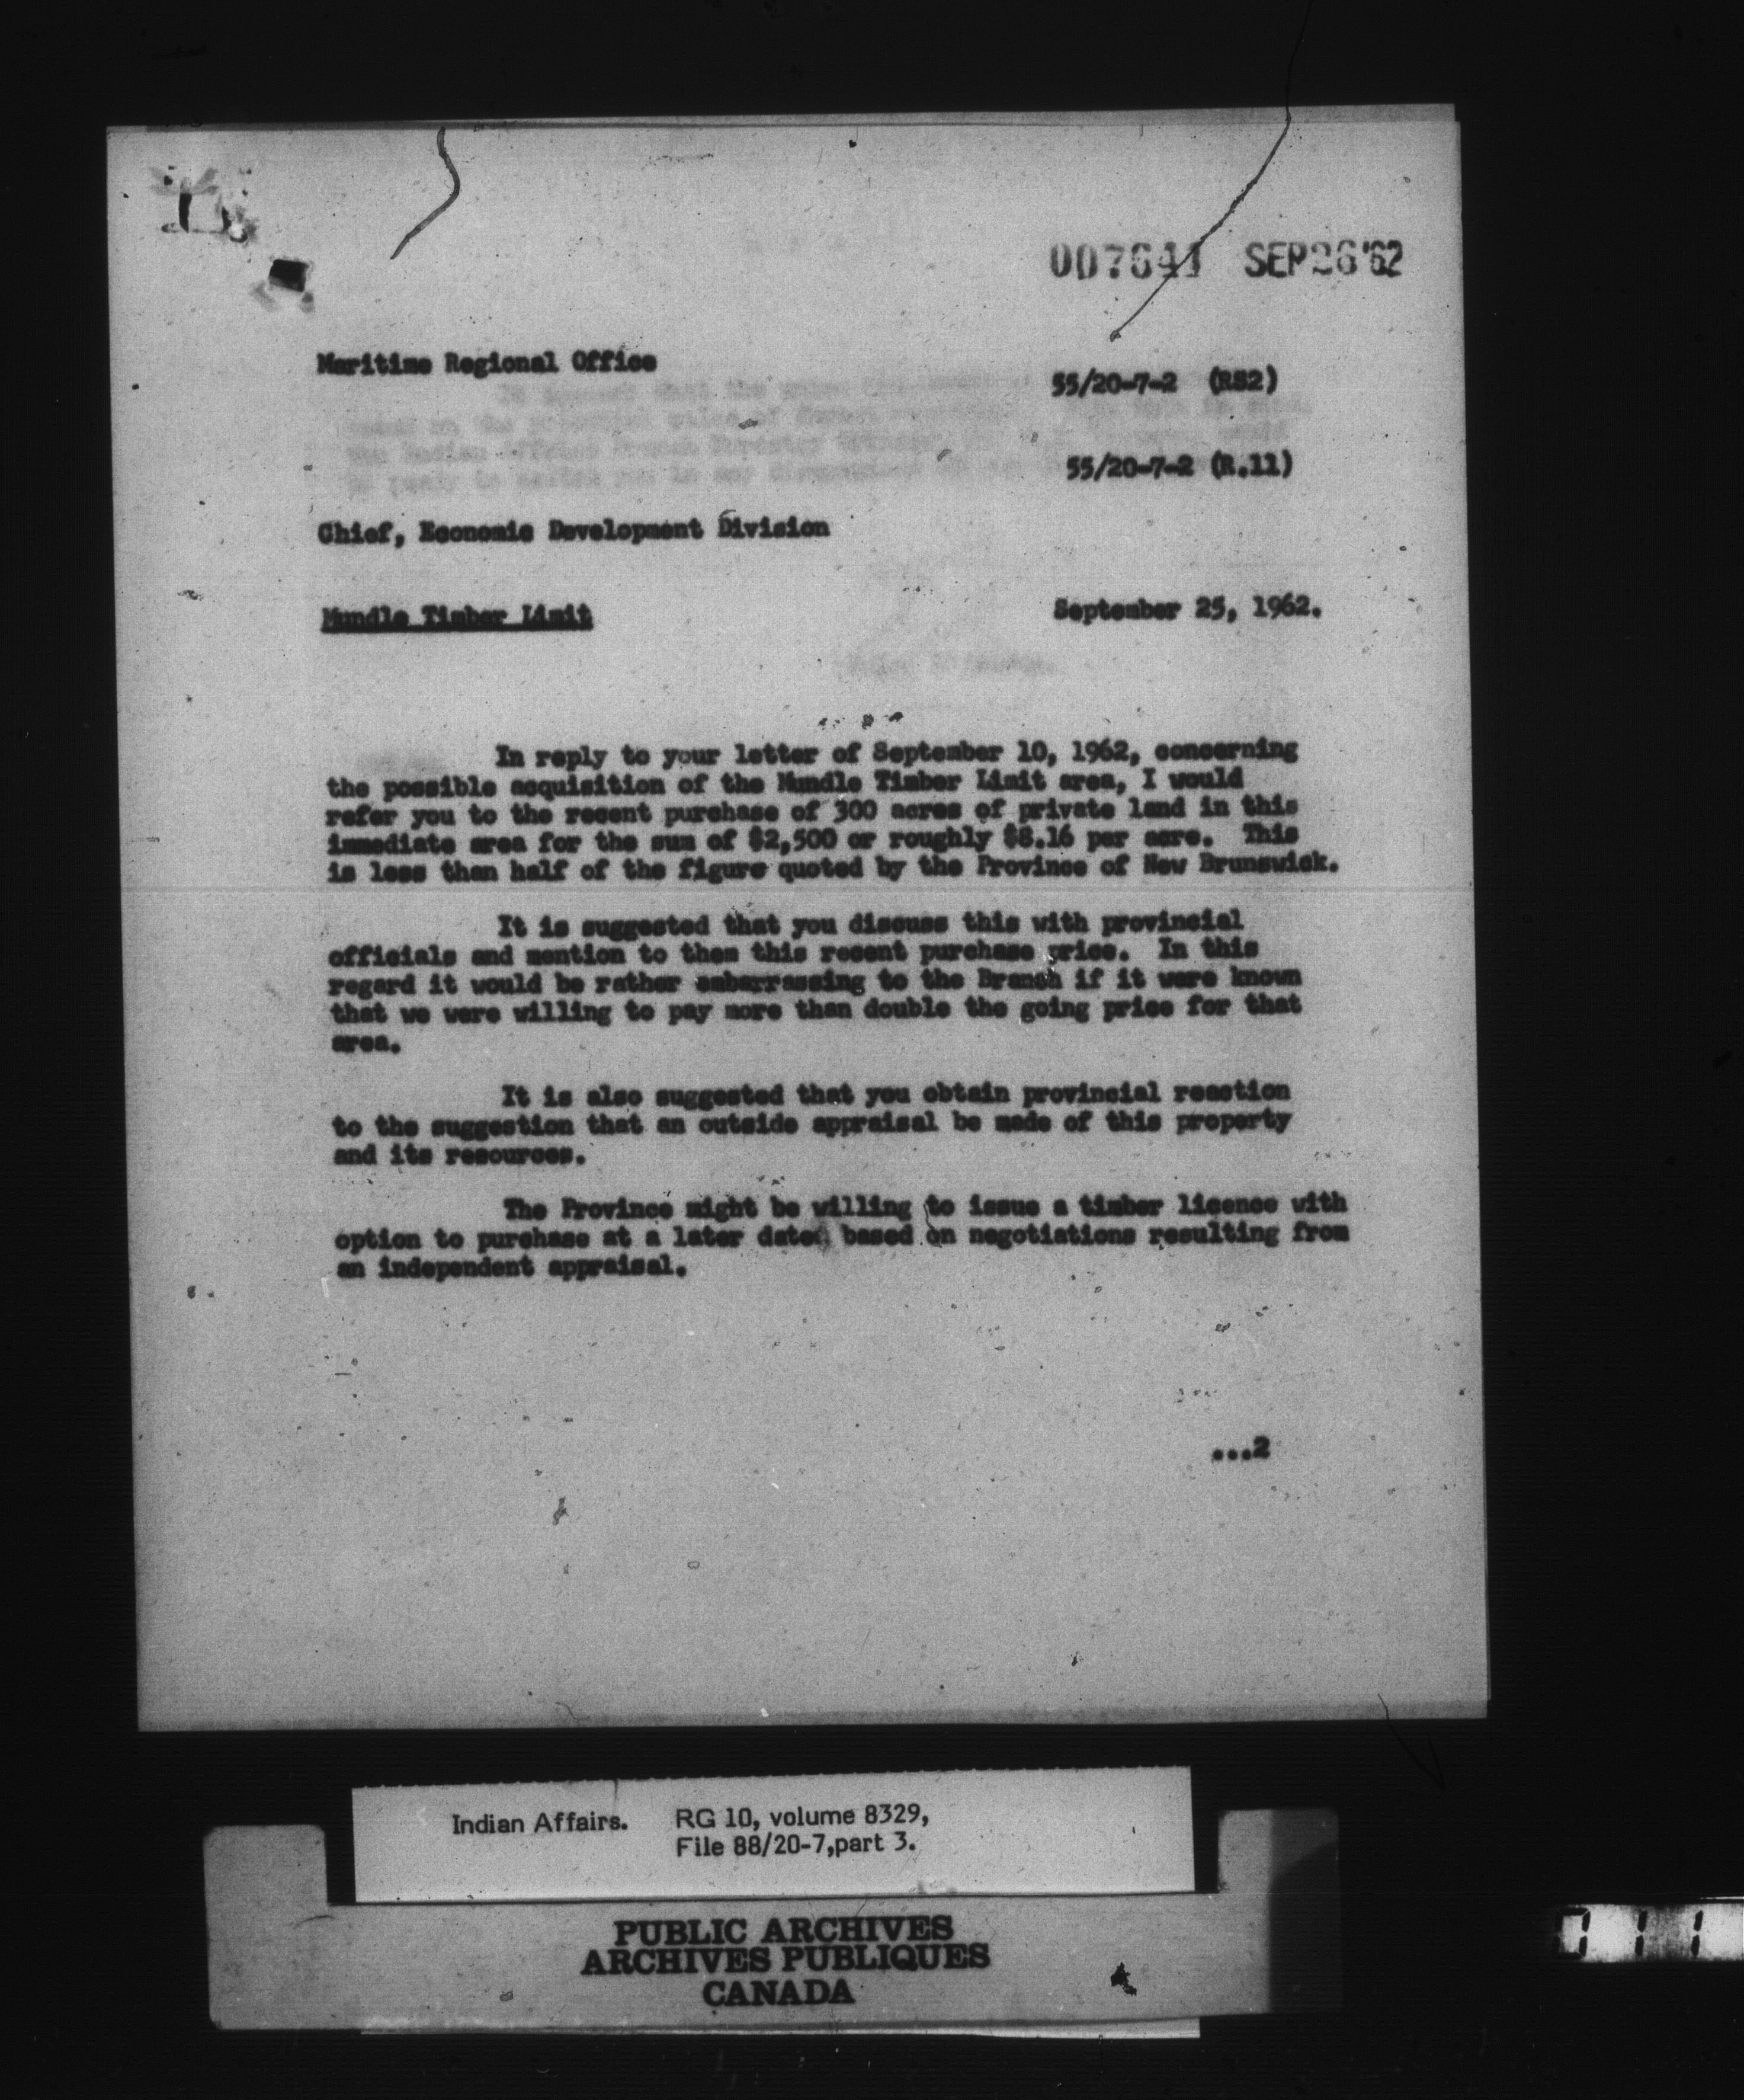 007641 SEP 26 '62
Maritime Regional Office
55/20-7-2 (RS2)
55/20-7-2 (R.11)
Chief, Economic Development Division
Mundle Timber Limit
September 25, 1962.
In reply to your letter of September 10, 1962, concerning
the possible acquisition of the Mundle Timber Limit area, I would
refer you to the recent purchase of 300 acres of private land in this
immediate area for the sum of $2,500 or roughly $8.16 per acre. This
is less than half of the figure quoted by the Province of New Brunswick.
It is suggested that you discuss this with provincial
officials and mention to them this recent purchase price. In this
regard it would be rather embarrassing to the Branch if it were known
that we were willing to pay more than double the going price for that
area.
It is also suggested that you obtain provincial reaction
to the suggestion that an outside appraisal be made of this property
and its resources.
The Province might be willing to issue a timber licence with
option to purchase at a later date based on negotiations resulting from
an independent appraisal.
...2
Indian Affairs. RG 10, volume 8329,
File 88/20-7,part 3.
PUBLIC ARCHIVES
ARCHIVES PUBLIQUES
CANADA